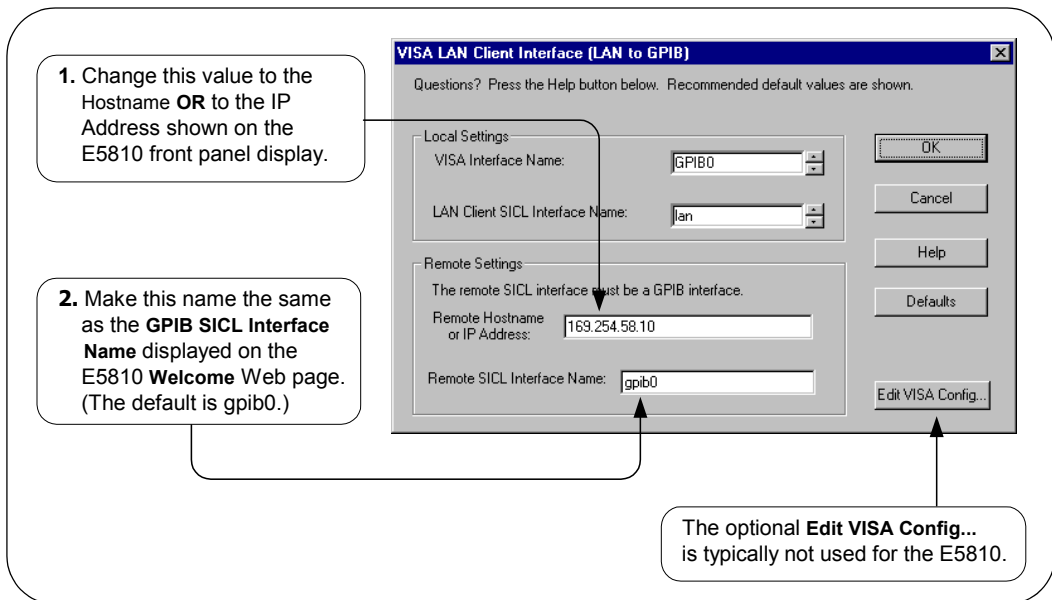 VISA LAN Client Interface (LAN to GPIB)
Questions? Press the Help button below. Recommended default values are shown.
1. Change this value to the
Hostname OR to the IP
Address shown on the
E5810 front panel display.
Local Settings
VISA Interface Name:
GPIB0
LAN Client SICL Interface Name:
lan
OK
Cancel
Help
Defaults
Remote Settings
The remote SICL interface must be a GPIB interface.
Remote Hostname
or IP Address:
169.254.58.10
Remote SICL Interface Name:
gpib0
Edit VISA Config...
2. Make this name the same
as the GPIB SICL Interface
Name displayed on the
E5810 Welcome Web page.
(The default is gpib0.)
The optional Edit VISA Config...
is typically not used for the E5810.